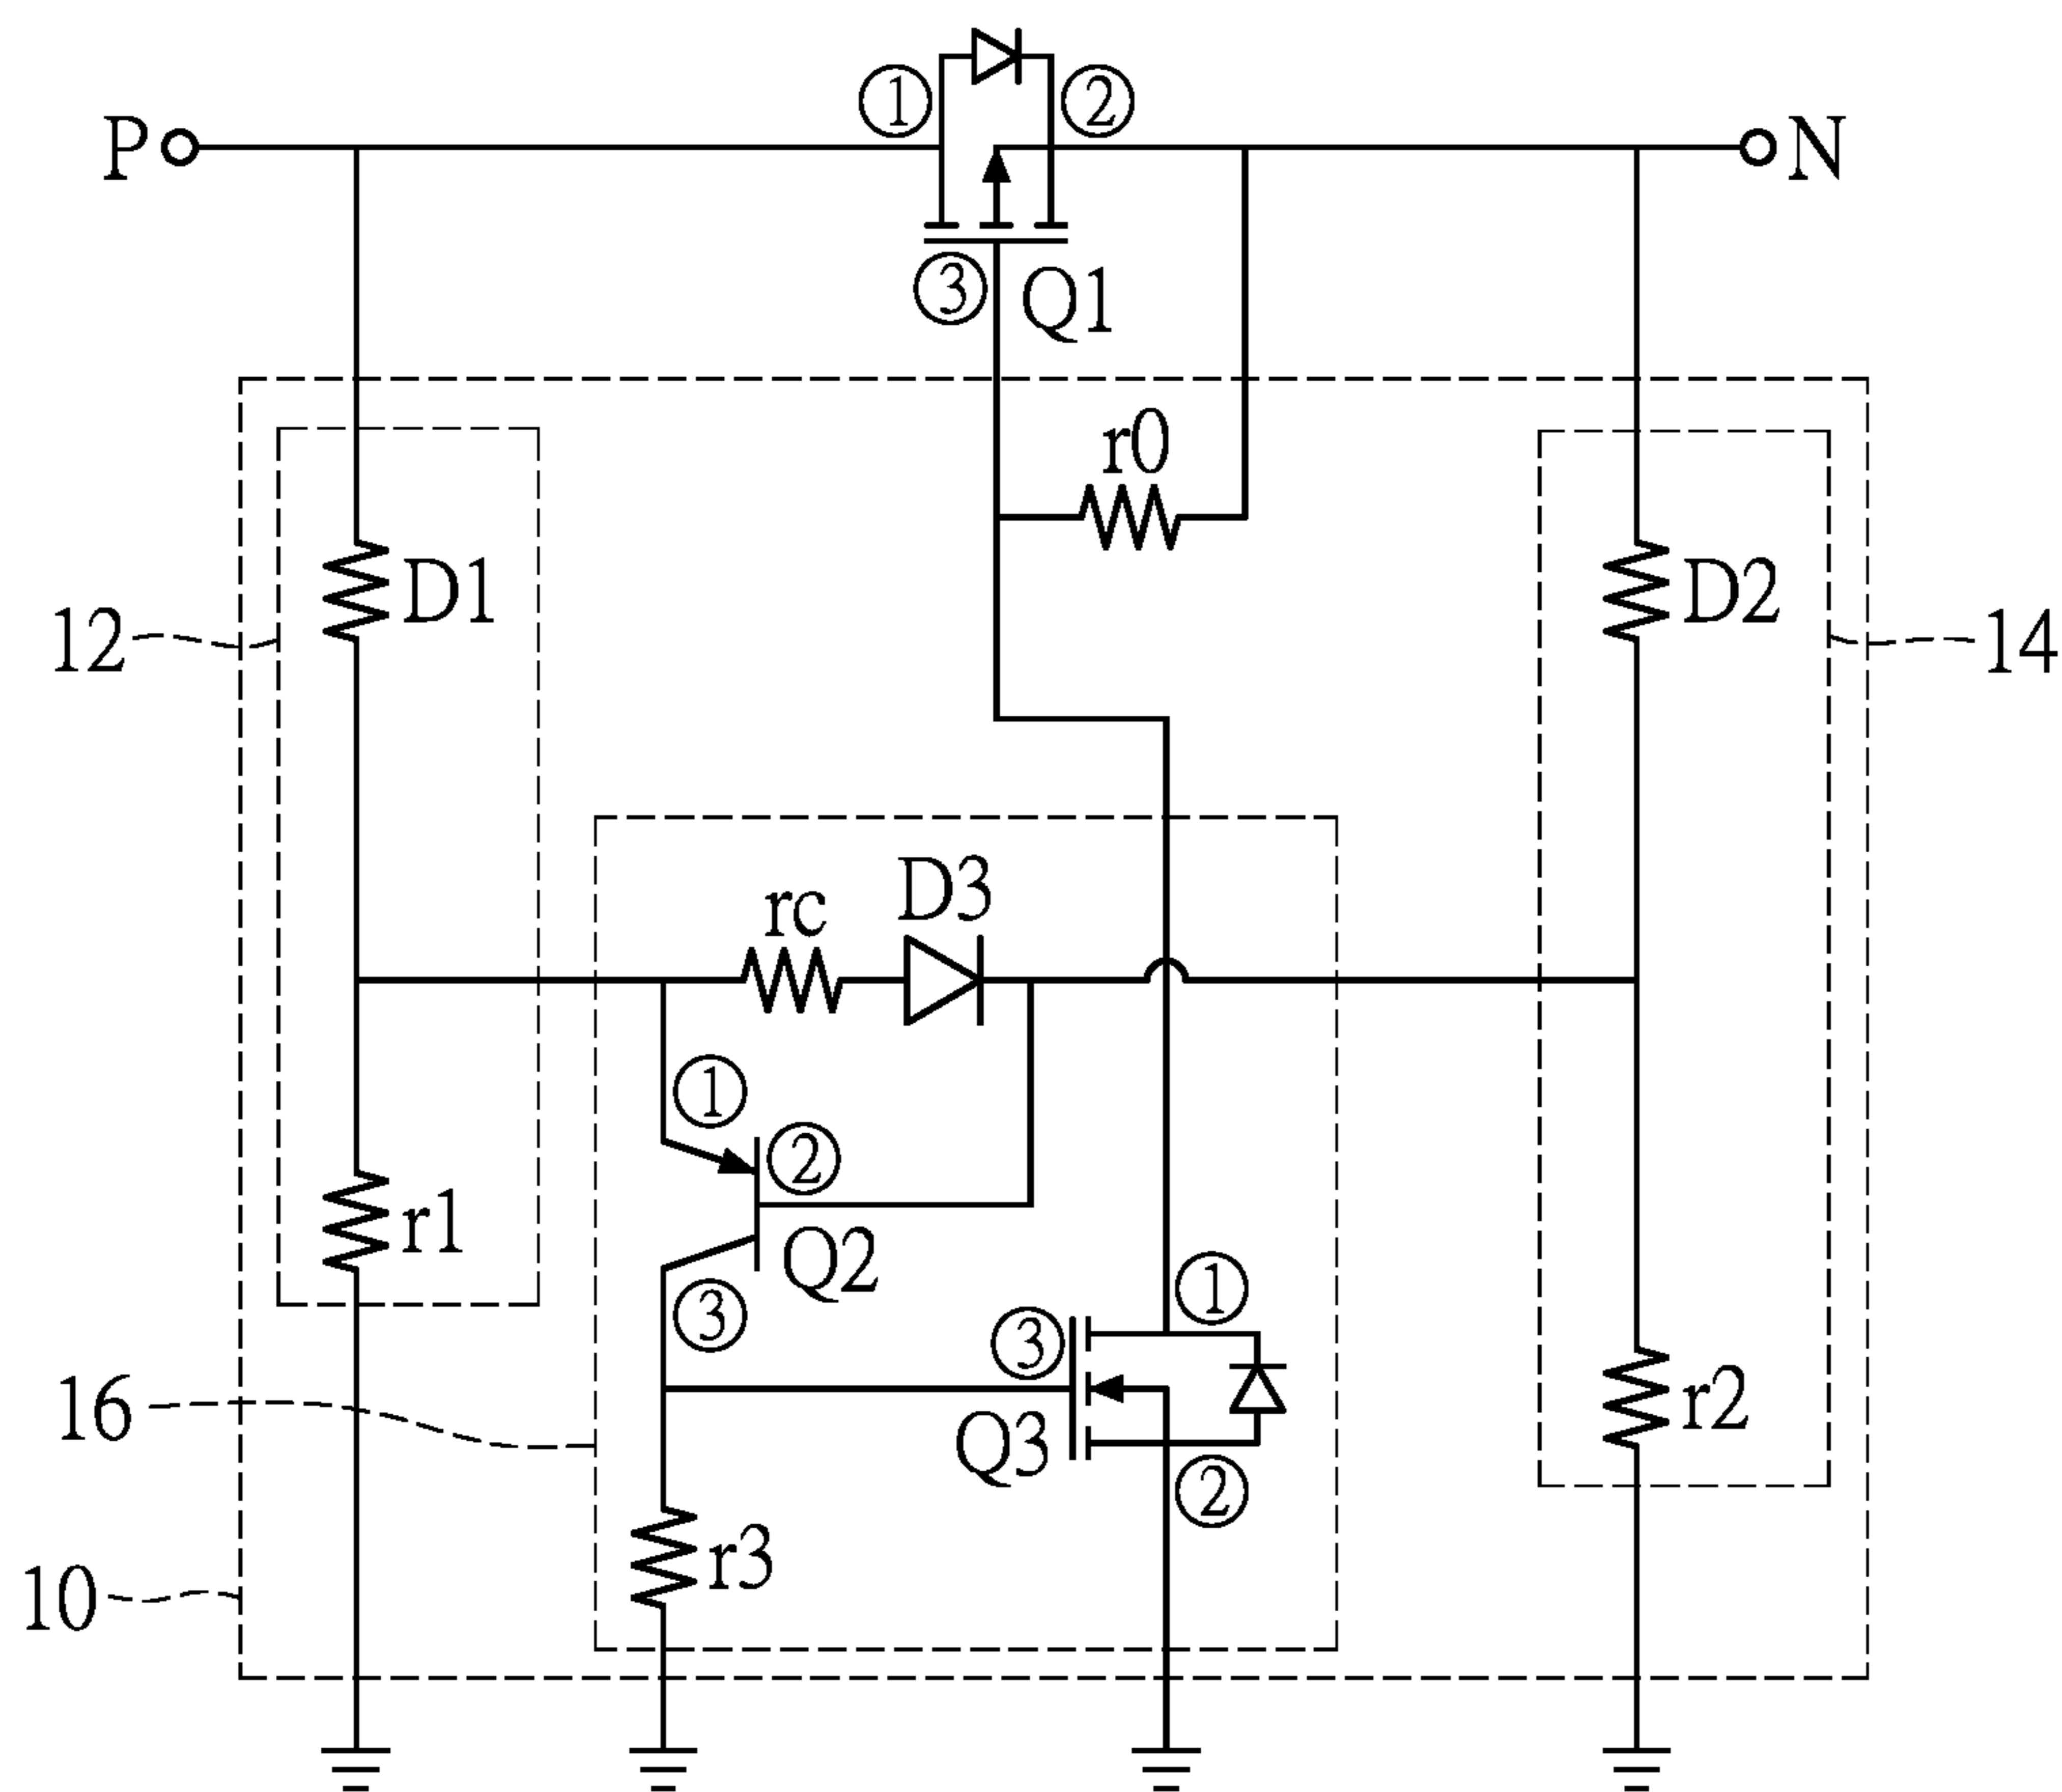 ① ②
P N
③ Q1
r0
D1 D2
12 14
D3
rc
①
②
r1 Q2 ①
③ ③
16 Q3 r2
②
r3
10